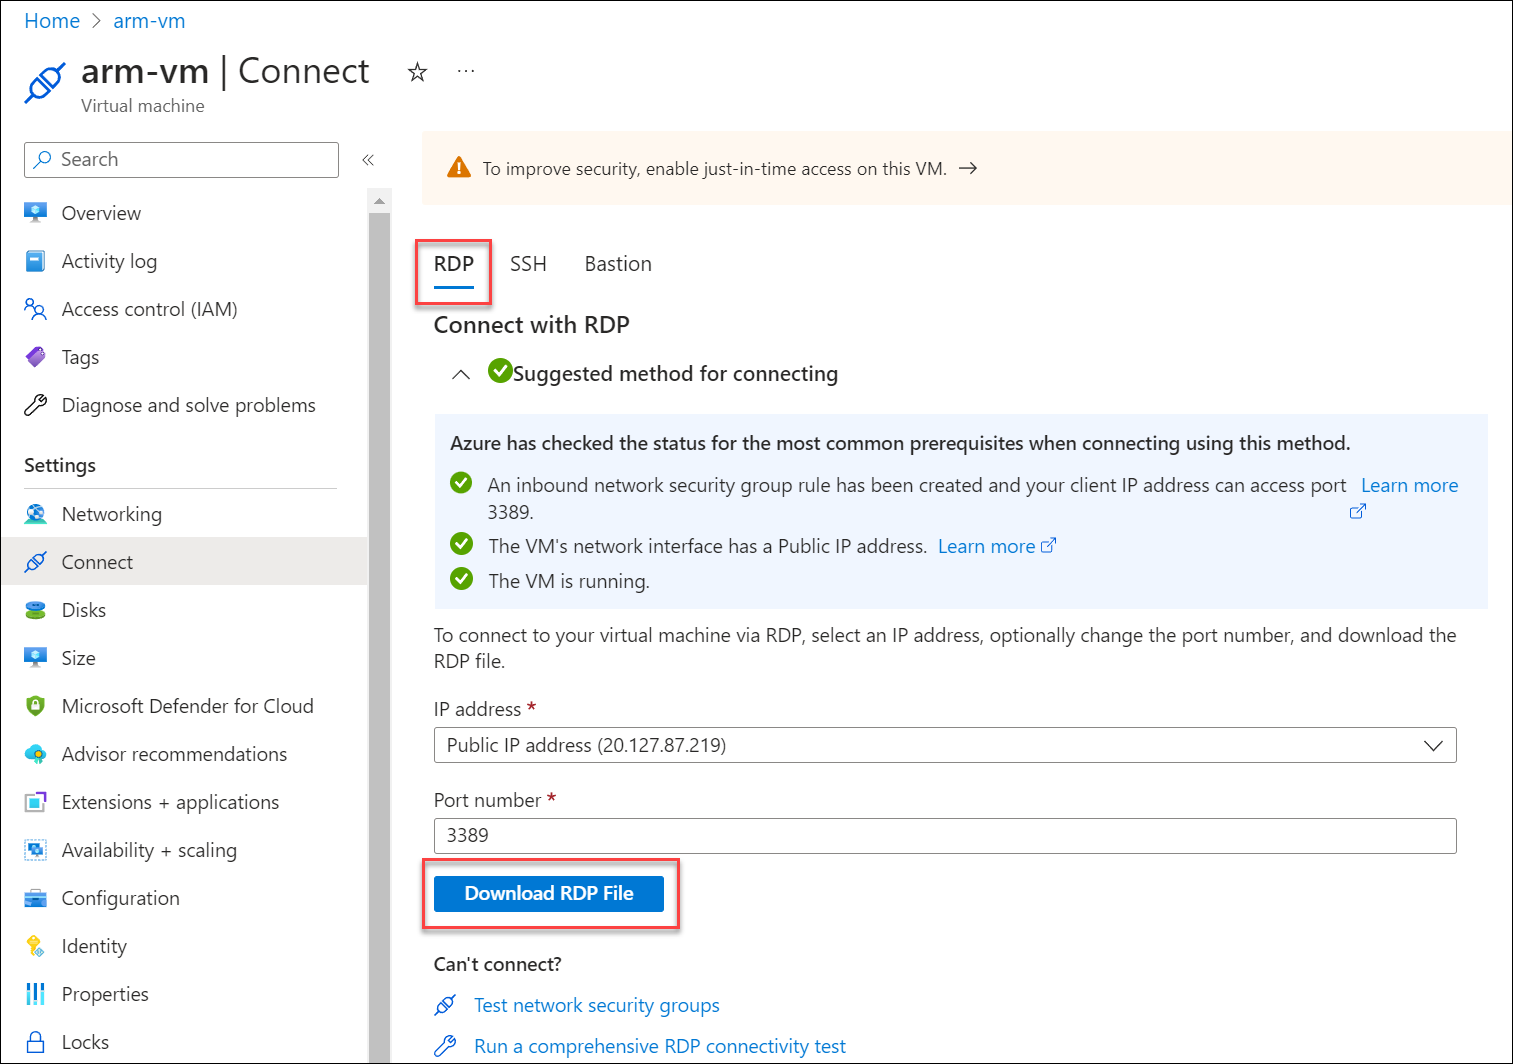 Home > arm-vm
arm-vm | Connect
Virtual machine
Search
Overview
Activity log
Access control (IAM)
Tags
Diagnose and solve problems
Settings
Networking
Connect
Disks
Size
Microsoft Defender for Cloud
Advisor recommendations
Extensions + applications
Availability + scaling
Configuration
Identity
Properties
Locks
To improve security, enable just-in-time access on this VM. →
RDP SSH Bastion
Connect with RDP
Suggested method for connecting
Azure has checked the status for the most common prerequisites when connecting using this method.
An inbound network security group rule has been created and your client IP address can access port Learn more
3389.
The VM's network interface has a Public IP address. Learn more
The VM is running.
To connect to your virtual machine via RDP, select an IP address, optionally change the port number, and download the
RDP file.
IP address *
Public IP address (20.127.87.219)
Port number *
3389
Download RDP File
Can't connect?
Test network security groups
Run a comprehensive RDP connectivity test